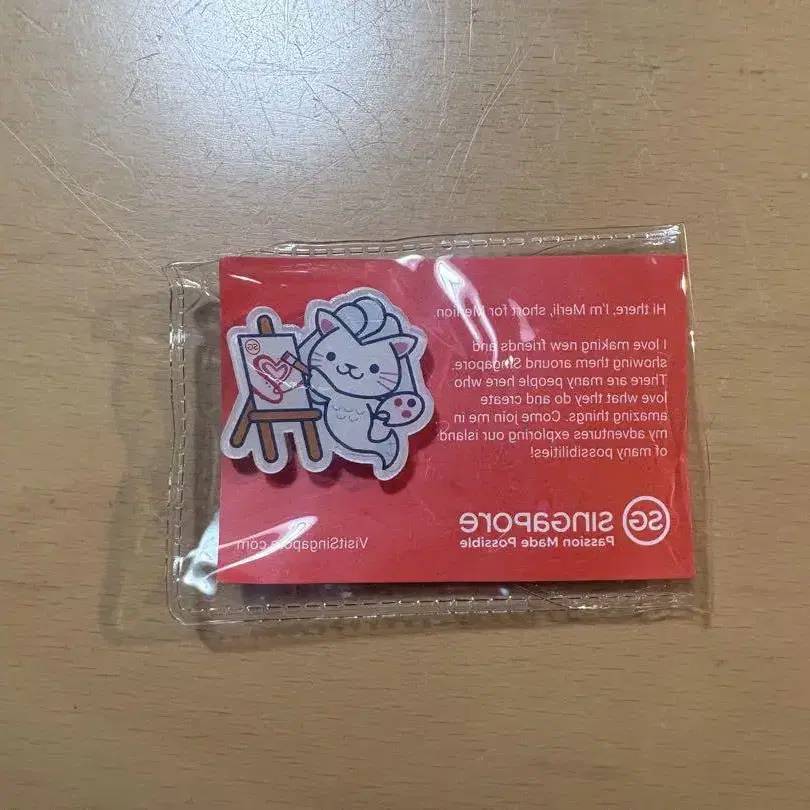 Hi there, I'm Merli, short for Merlion.
I love making new friends and
showing them around Singapore.
There are many people here who
love what they do and create
amazing things. Come join me in
my adventures exploring our island
of many possibilities!
SG
SG SINGAPORE
Passion Made Possible
VisitSingapore.com